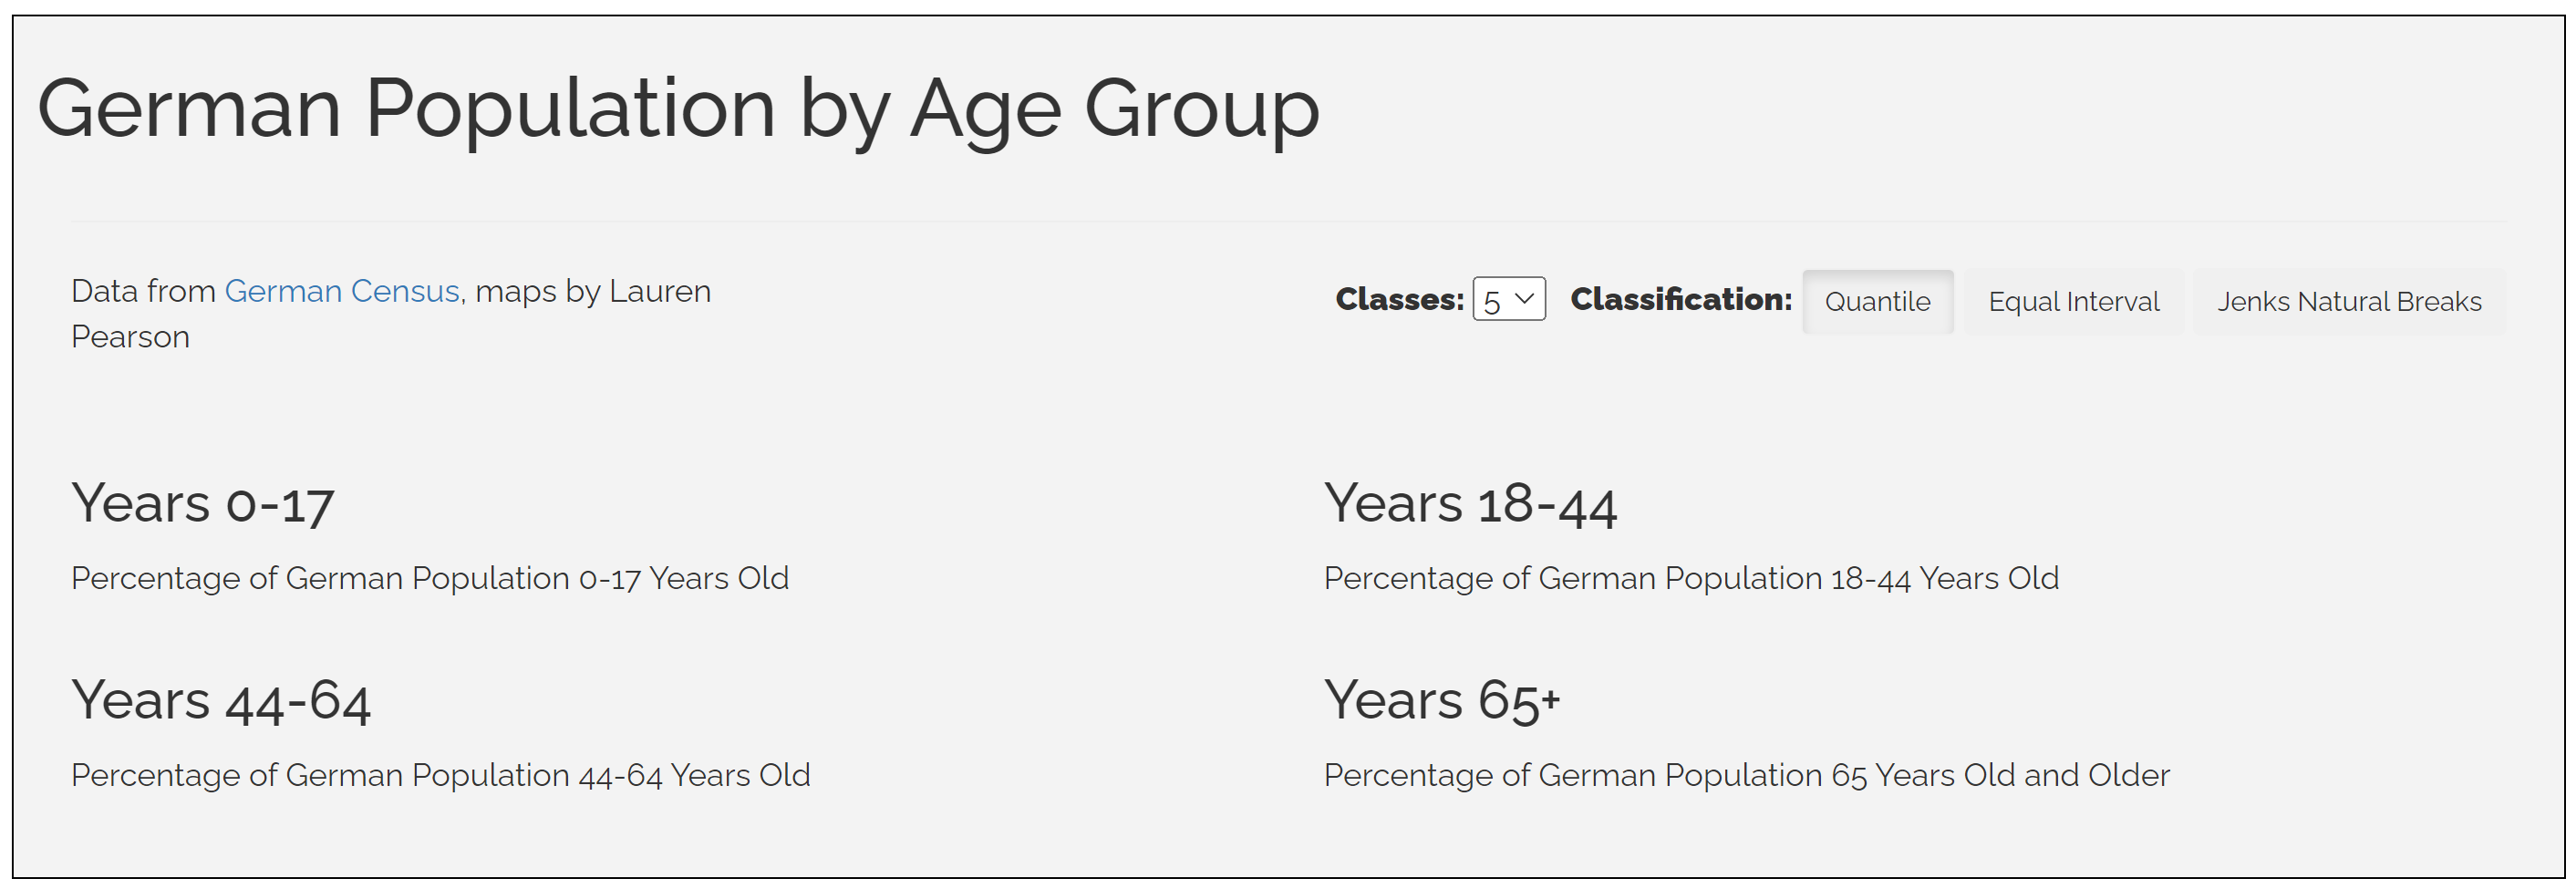 German Population by Age Group
Data from German Census, maps by Lauren
Pearson
Classes: 5 Classification: Quantile Equal Interval Jenks Natural Breaks
Years 0-17
Percentage of German Population 0-17 Years Old
Years 18-44
Percentage of German Population 18-44 Years Old
Years 44-64
Percentage of German Population 44-64 Years Old
Years 65+
Percentage of German Population 65 Years Old and Older